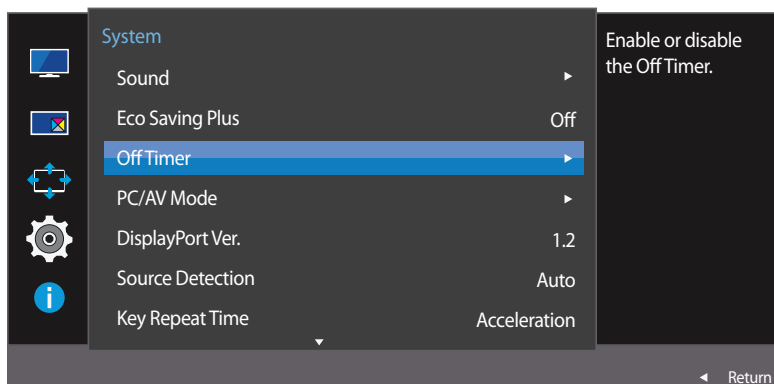 System
Sound
Eco Saving Plus Off
Off Timer
PC/AV Mode
DisplayPort Ver. 1.2
Source Detection Auto
Key Repeat Time Acceleration
Enable or disable
the Off Timer.
Return